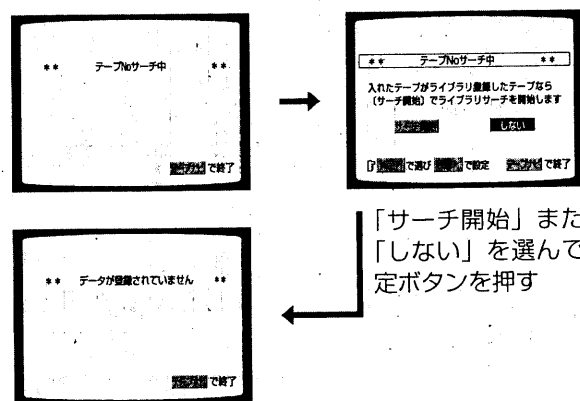 ** テープNoサーチ中 **
で終了
** テープNoサーチ中 **
入れたテープがライブラリ登録したテープなら
〔サーチ開始〕でライブラリサーチを開始します
しない
で選び で設定 で終了
「サーチ開始」また
「しない」を選んで
定ボタンを押す
** データが登録されていません **
で終了